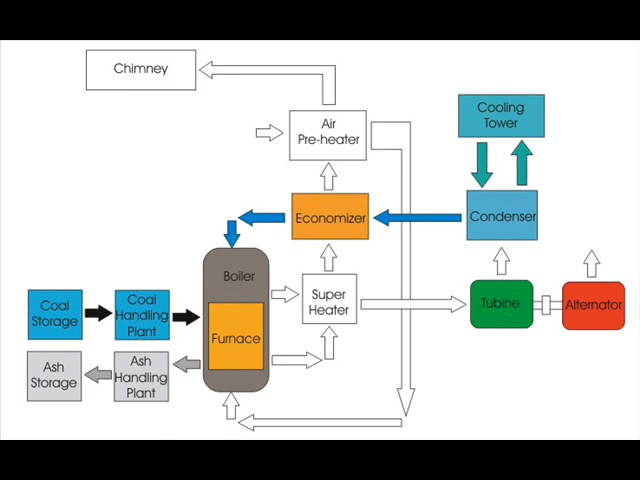 Chimney
Air
Pre-heater
Cooling
Tower
Economizer
Condenser
Boiler
Super
Heater
Tubine
Alternator
Coal
Storage
Coal
Handling
Plant
Furnace
Ash
Storage
Ash
Handling
Plant